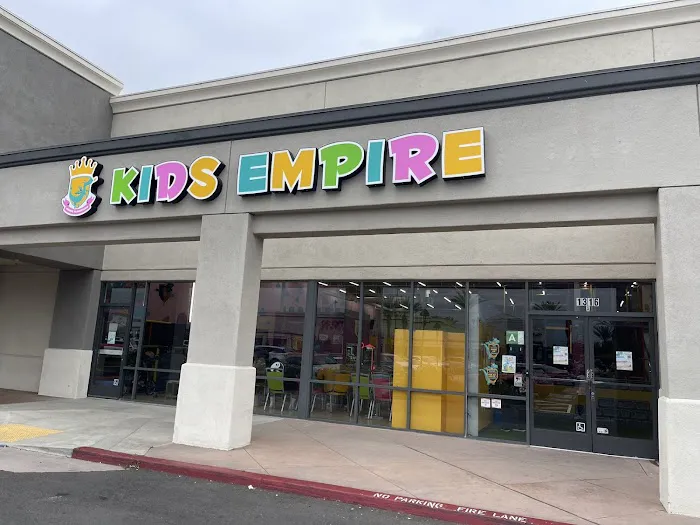 KIDS EMPIRE
1316
A
NO PARKING FIRE LANE